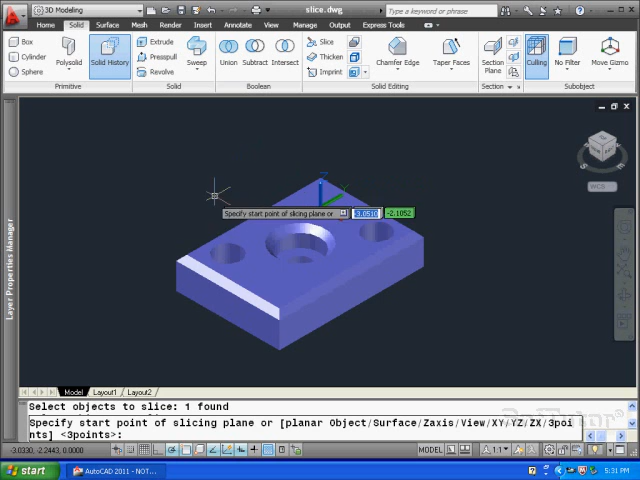 3D Modeling
slice.dwg
Type a keyword or phrase
Home Solid Surface Mesh Render Insert Annotate View Manage Output Express Tools
Box
Cylinder
Sphere
Polysolid
Solid History
Extrude
Presspull
Revolve
Sweep
Union
Subtract
Intersect
Slice
Thicken
Imprint
Chamfer Edge
Taper Faces
Section
Plane
Culling
No Filter
Move Gizmo
Primitive
Solid
Boolean
Solid Editing
Section
Subobject
WCS
Z
Y
Specify start point of slicing plane or
-3.0510
-2.1052
Layer Properties Manager
Model Layout1 Layout2
Select objects to slice: 1 found
Specify start point of slicing plane or [planar Object/Surface/Zaxis/View/XY/YZ/ZX/3poi
nts] <3points>:
-3.0330, -2.2443, 0.0000
MODEL
1:1
start
AutoCAD 2011 - NOT...
5:31 PM